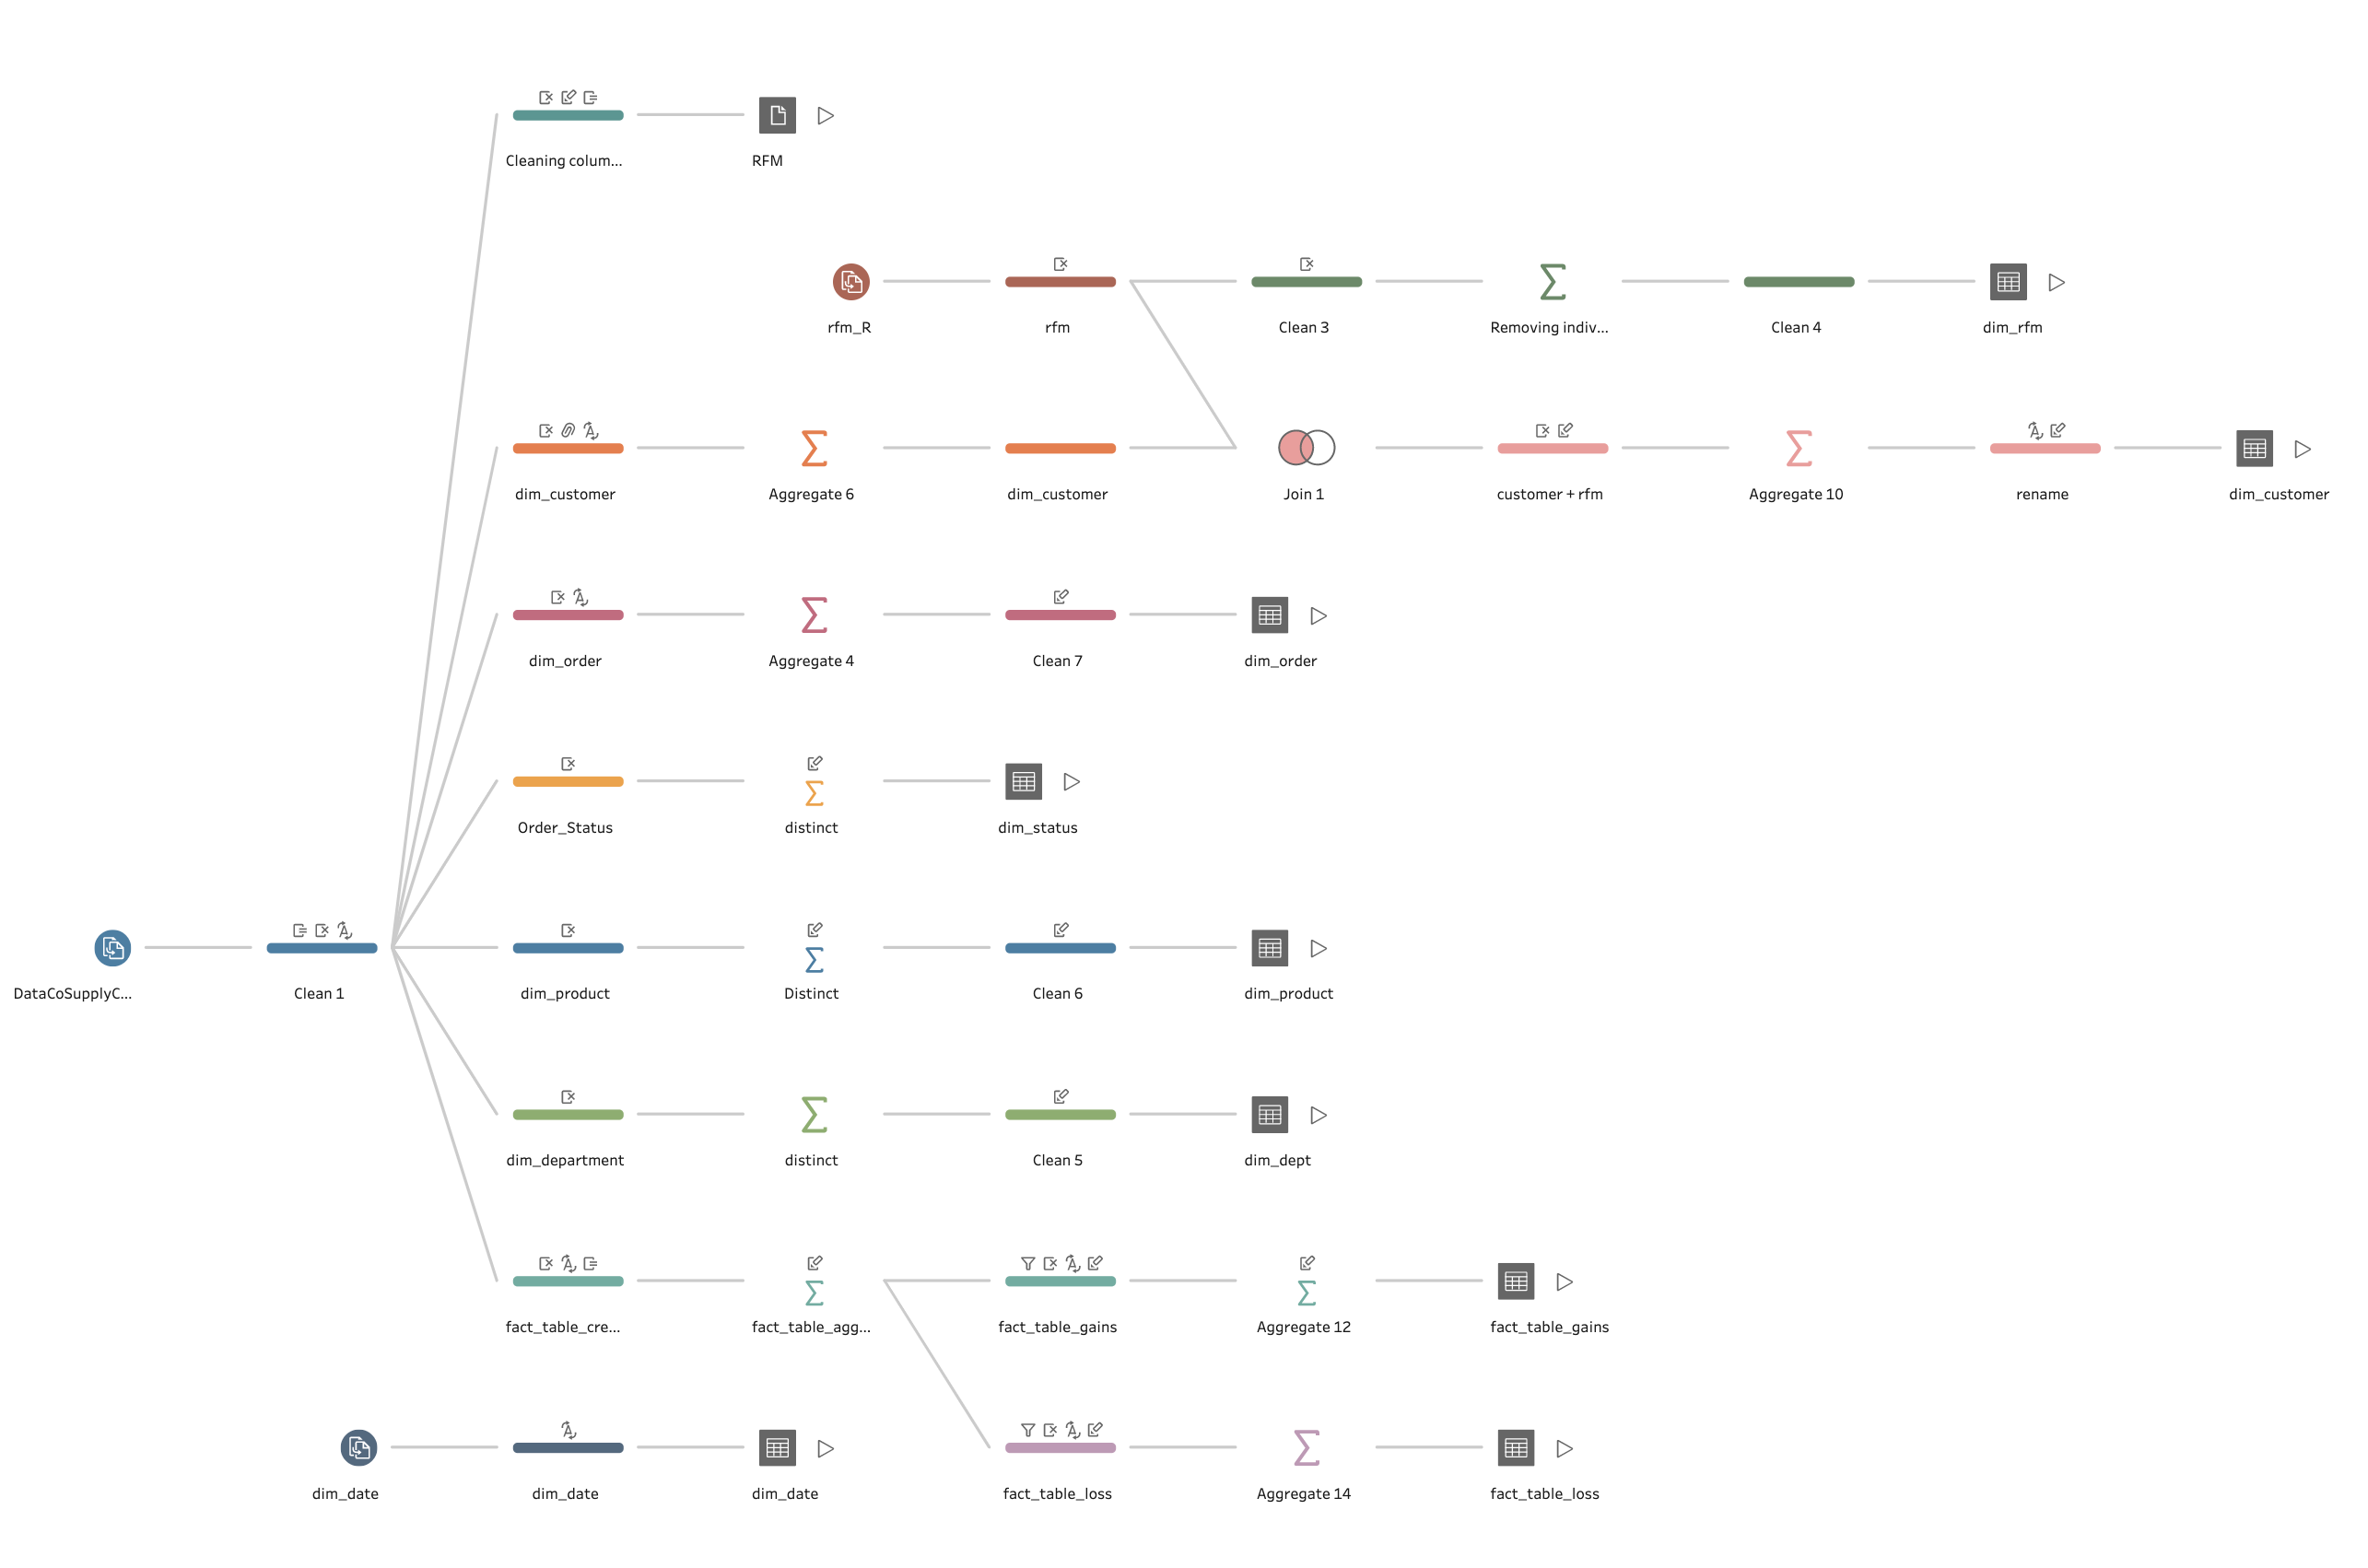 Cleaning colum...
RFM
rfm_R
rfm
Clean 3
Removing indiv...
Clean 4
dim_rfm
dim_customer
Aggregate 6
dim_customer
Join 1
customer + rfm
Aggregate 10
rename
dim_customer
dim_order
Aggregate 4
Clean 7
dim_order
Order_Status
distinct
dim_status
DataCoSupplyC...
Clean 1
dim_product
Distinct
Clean 6
dim_product
dim_department
distinct
Clean 5
dim_dept
fact_table_cre...
fact_table_agg...
fact_table_gains
Aggregate 12
fact_table_gains
dim_date
dim_date
dim_date
fact_table_loss
Aggregate 14
fact_table_loss